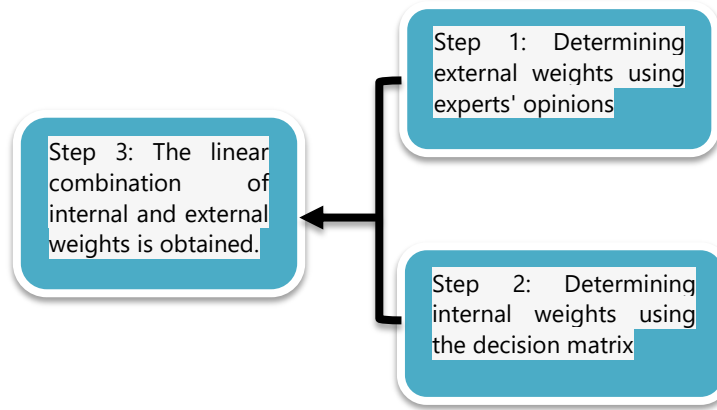 Step 1: Determining
external weights using
experts' opinions
Step 3: The linear
combination of
internal and external
weights is obtained.
Step 2: Determining
internal weights using
the decision matrix